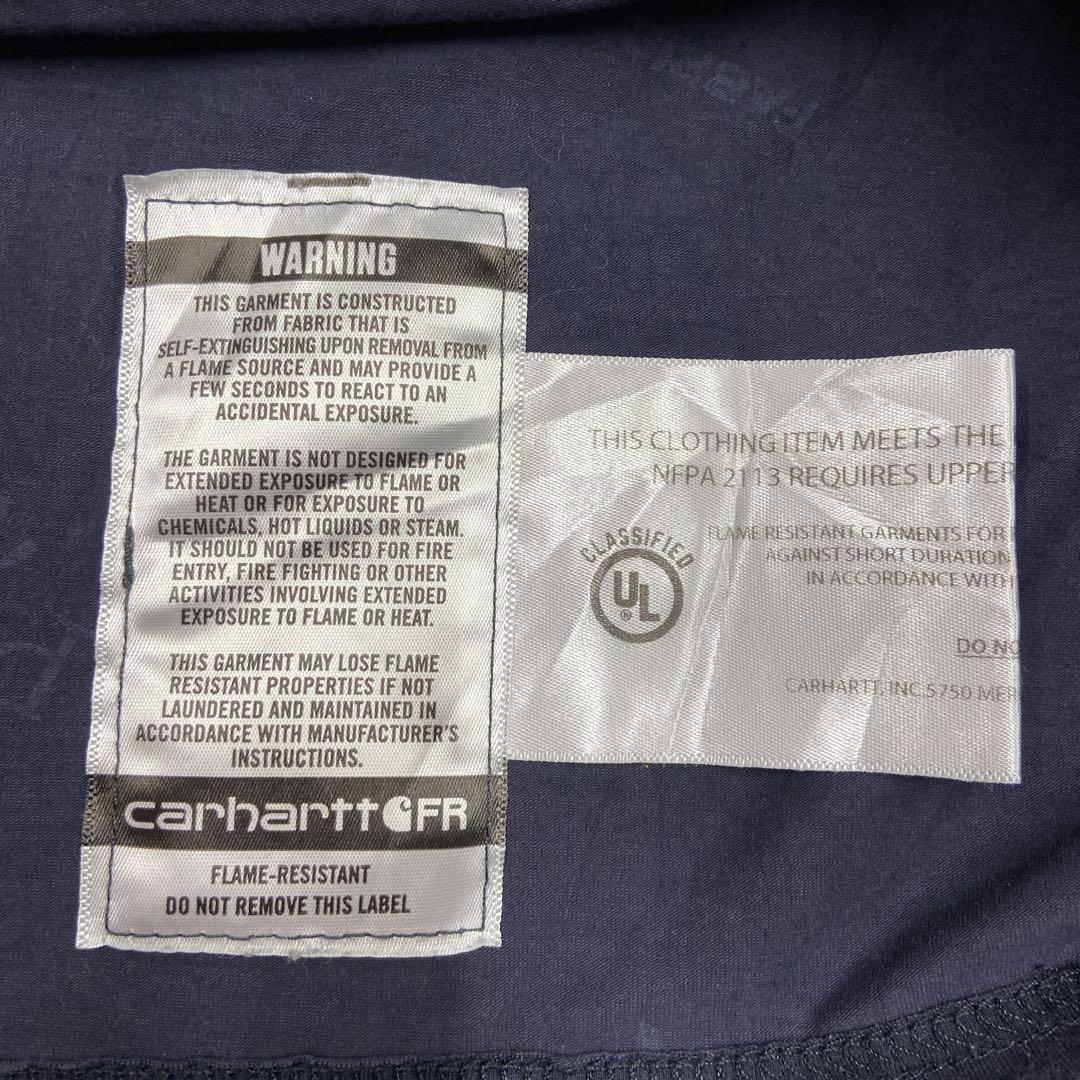 WARNING
THIS GARMENT IS CONSTRUCTED
FROM FABRIC THAT IS
SELF-EXTINGUISHING UPON REMOVAL FROM
A FLAME SOURCE AND MAY PROVIDE A
FEW SECONDS TO REACT TO AN
ACCIDENTAL EXPOSURE.
THE GARMENT IS NOT DESIGNED FOR
EXTENDED EXPOSURE TO FLAME OR
HEAT OR FOR EXPOSURE TO
CHEMICALS, HOT LIQUIDS OR STEAM.
IT SHOULD NOT BE USED FOR FIRE
ENTRY, FIRE FIGHTING OR OTHER
ACTIVITIES INVOLVING EXTENDED
EXPOSURE TO FLAME OR HEAT.
THIS GARMENT MAY LOSE FLAME
RESISTANT PROPERTIES IF NOT
LAUNDERED AND MAINTAINED IN
ACCORDANCE WITH MANUFACTURER'S
INSTRUCTIONS.
carhartt FR
FLAME-RESISTANT
DO NOT REMOVE THIS LABEL
THIS CLOTHING ITEM MEETS THE
NFPA 2113 REQUIRES UPPER
FLAME RESISTANT GARMENTS FOR
AGAINST SHORT DURATION
IN ACCORDANCE WITH
CLASSIFIED
UL
®
DO
CARHARTT, INC.5750 MER